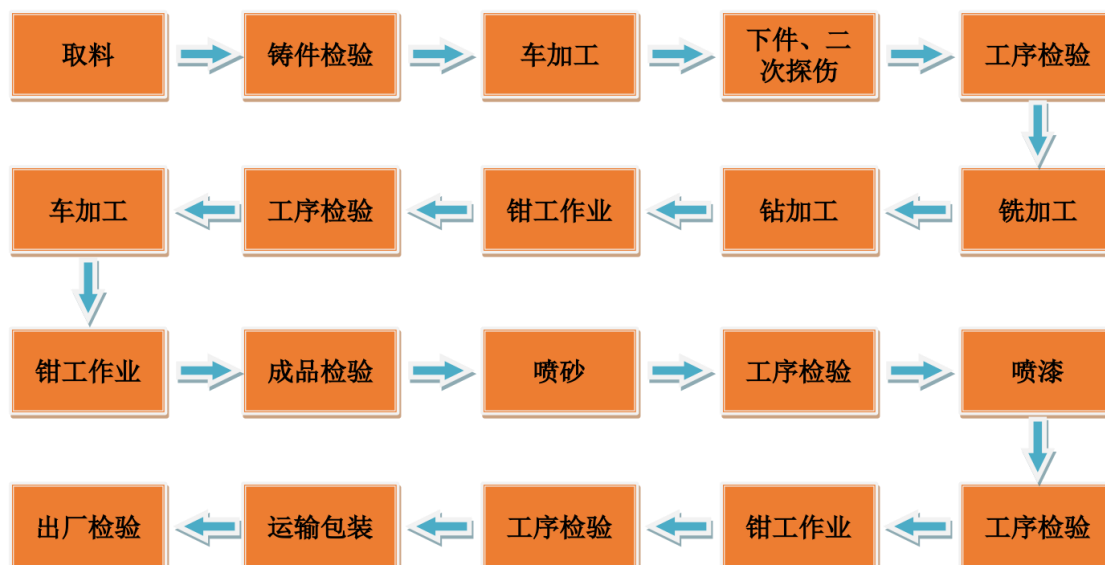 取料
铸件检验
车加工
下件、二
次探伤
工序检验
铣加工
钻加工
钳工作业
工序检验
车加工
钳工作业
成品检验
喷砂
工序检验
喷漆
工序检验
钳工作业
工序检验
运输包装
出厂检验